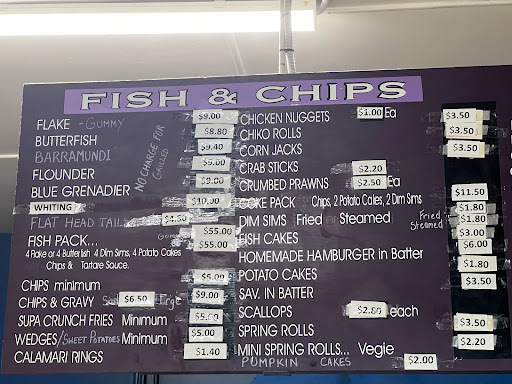 FISH & CHIPS
FLAKE - GUMMY $9.00
BUTTERFISH $8.80
BARRAMUNDI $9.40
FLOUNDER $9.00
BLUE GRENADIER $9.00
NO CHARGE FOR GRILLED
WHITING $10.00
FLAT HEAD TAIL $4.50
FISH PACK... $55.00
$55.00
4 Flake or 4 Butterfish 4 Dim Sims, 4 Potato Cakes
Chips & Tartare Sauce.
CHIPS minimum $5.00
CHIPS & GRAVY $6.50 $9.00
SUPA CRUNCH FRIES Minimum $5.00
WEDGES/SWEET POTATOES Minimum $5.00
CALAMARI RINGS $1.40
CHICKEN NUGGETS $1.00 Ea $3.50
CHIKO ROLLS $3.50
CORN JACKS $3.50
CRAB STICKS $2.20
CRUMBED PRAWNS $2.50 Ea
COKE PACK Chips, 2 Potato Cakes, 2 Dim Sims $11.50
DIM SIMS Fried or Steamed Fried $1.80
Steamed $1.80
FISH CAKES $3.00
HOMEMADE HAMBURGER in Batter $6.00
POTATO CAKES $1.80
SAV. IN BATTER $3.50
SCALLOPS $2.80 each
SPRING ROLLS $3.50
MINI SPRING ROLLS... Vegie $2.20
PUMPKIN CAKES $2.00